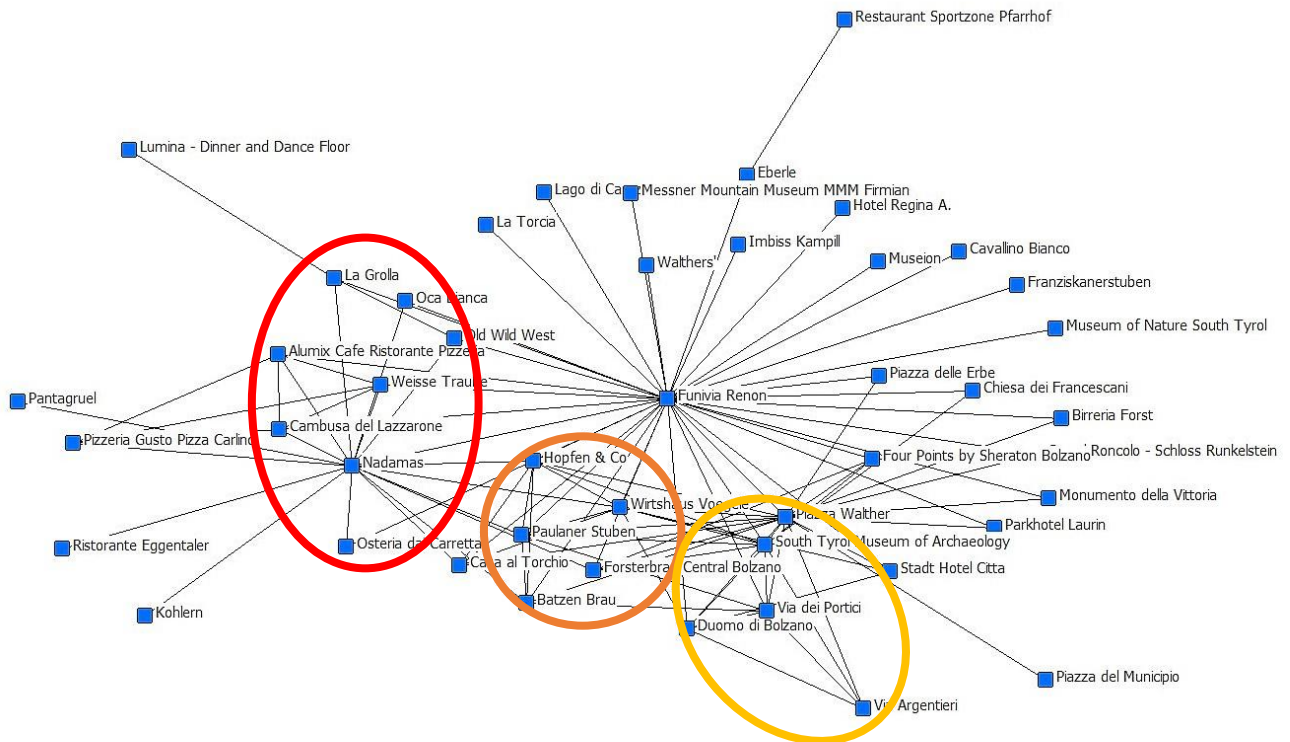 Restaurant Sportzone Pfarrhof
Lumina - Dinner and Dance Floor
Eberle
Lago di
Messner Mountain Museum MMM Firmian
Hotel Regina A.
La Torcia
Imbiss Kampill
Walthers'
Museion
Cavallino Bianco
La Grolla
Franziskanerstuben
Oca Bianca
Old Wild West
Museum of Nature South Tyrol
Alumix Cafe Ristorante Pizzeria
Piazza delle Erbe
Weisse Traube
Chiesa dei Francescani
Pantagruel
Funivia Renon
Birreria Forst
Cambusa del Lazzarone
Pizzeria Gusto Pizza Carlino
Roncolo - Schloss Runkelstein
Four Points by Sheraton Bolzano
Hopfen & Co
Nadamas
Monumento della Vittoria
Wirtshaus Voegele
Piazza Walther
Parkhotel Laurin
Paulaner Stuben
South Tyrol Museum of Archaeology
Ristorante Eggentaler
Osteria da Carretta
Casa al Torchio
Forsterbrau Central Bolzano
Stadt Hotel Citta
Batzen Brau
Via dei Portici
Kohlern
Duomo di Bolzano
Piazza del Municipio
Via Argentieri